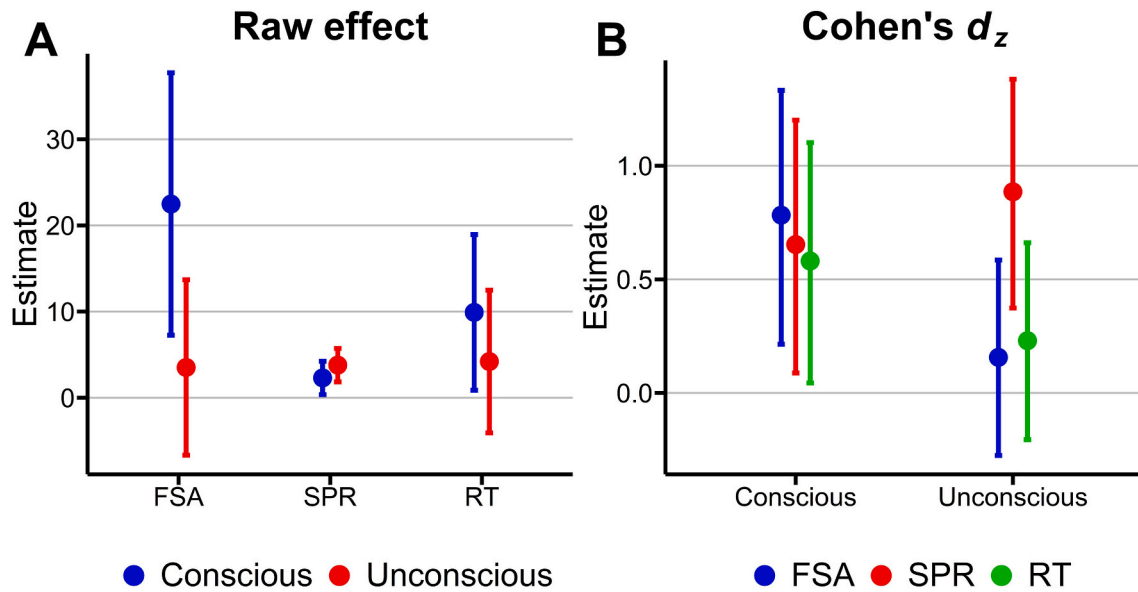 A
Raw effect
Estimate
30
20
10
0
FSA SPR RT
Conscious Unconscious
B
Cohen's dz
Estimate
1.0
0.5
0.0
Conscious Unconscious
FSA SPR RT